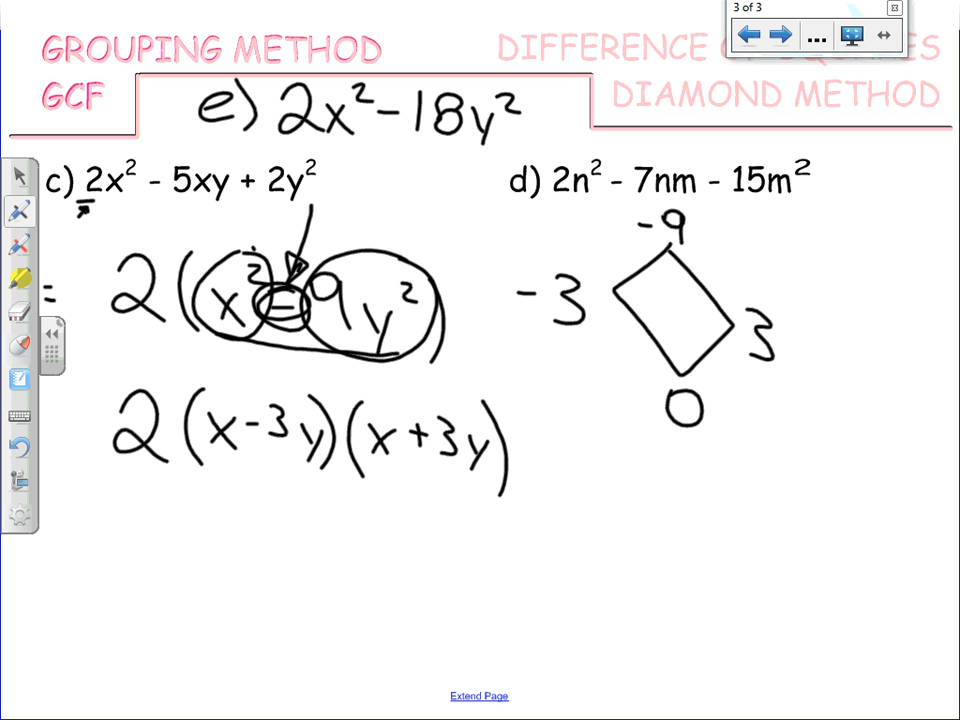 3 of 3
GROUPING METHOD
DIFFERENCE OF SQUARES
GCF
DIAMOND METHOD
e) 2x² - 18y²
c) 2x² - 5xy + 2y²
d) 2n² - 7nm - 15m²
-9
= 2(x² - 9y²)
-3
3
2(x-3y)(x+3y)
0
Extend Page